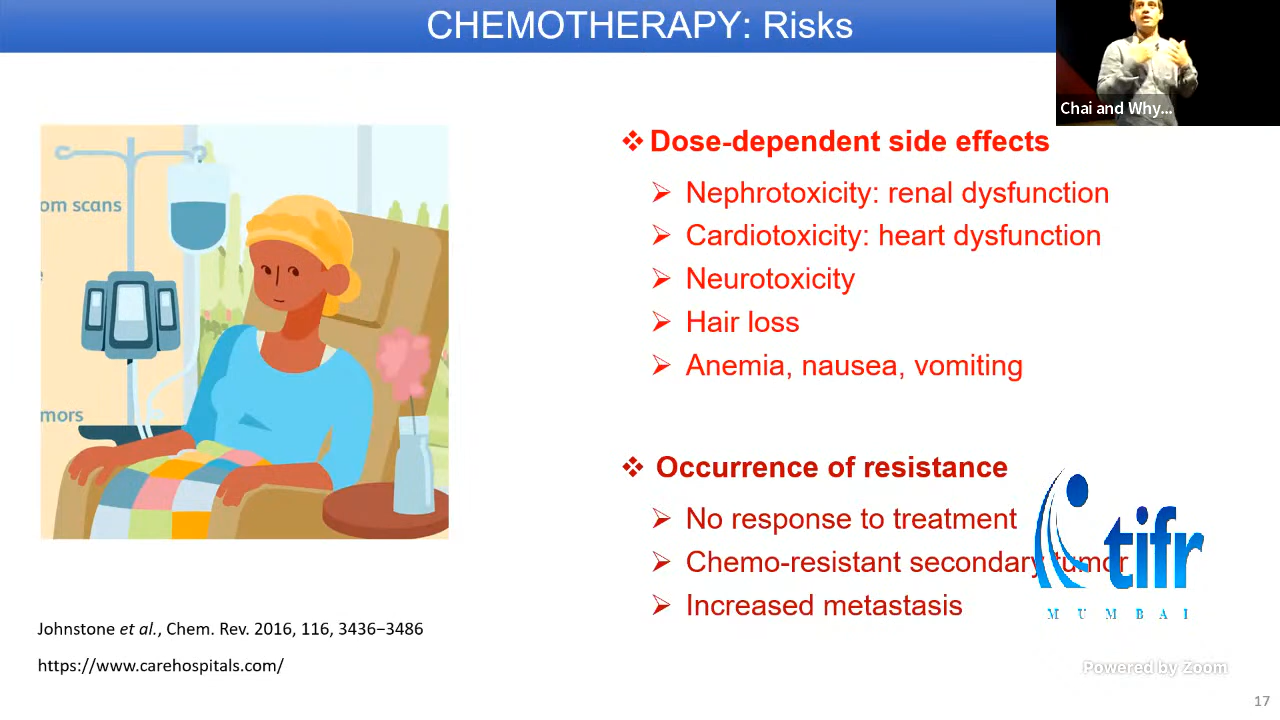 CHEMOTHERAPY: Risks
Chai and Why...
om scans
mors
❖ Dose-dependent side effects
➢ Nephrotoxicity: renal dysfunction
➢ Cardiotoxicity: heart dysfunction
➢ Neurotoxicity
➢ Hair loss
➢ Anemia, nausea, vomiting
❖ Occurrence of resistance
➢ No response to treatment
➢ Chemo-resistant secondary tumor
➢ Increased metastasis
tifr
MUMBAI
Johnstone et al., Chem. Rev. 2016, 116, 3436−3486
https://www.carehospitals.com/
Powered by Zoom
17